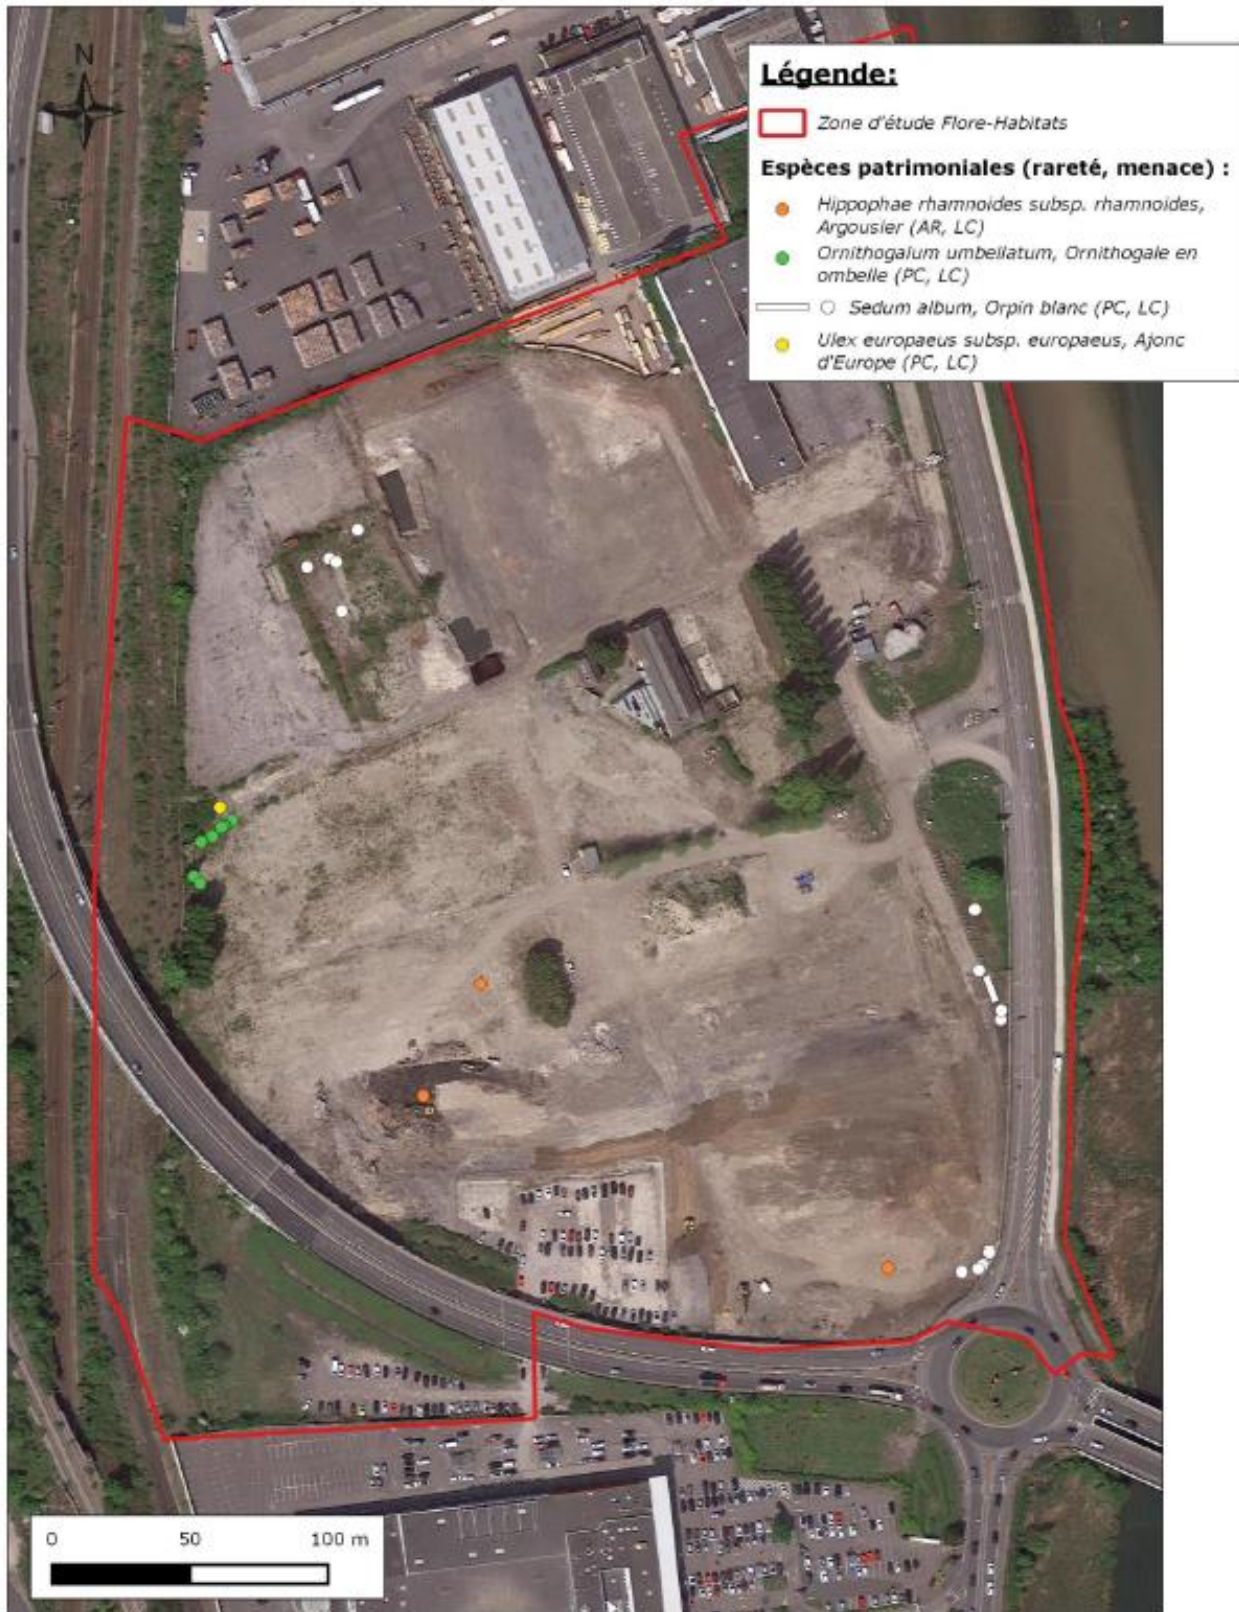 N
Légende:
Zone d'étude Flore-Habitats
Espèces patrimoniales (rareté, menace) :
Hippophae rhamnoides subsp. rhamnoides,
Argousier (AR, LC)
Ornithogalum umbellatum, Ornithogale en
ombelle (PC, LC)
Sedum album, Orpin blanc (PC, LC)
Ulex europaeus subsp. europaeus, Ajonc
d'Europe (PC, LC)
0 50 100 m